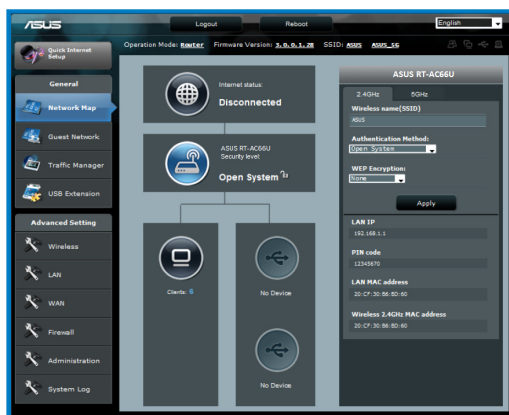 ASUS Logout Reboot English
Operation Mode: Router Firmware Version: 3.0.0.1.28 SSID: ASUS ASUS_5G
Quick Internet
Setup
General
Network Map
Guest Network
Traffic Manager
USB Extension
Advanced Setting
Wireless
LAN
WAN
Firewall
Administration
System Log
Internet status:
Disconnected
ASUS RT-AC66U
Security level:
Open System
Clients: 6
No Device
No Device
ASUS RT-AC66U
2.4GHz 5GHz
Wireless name(SSID)
ASUS
Authentication Method:
Open System
WEP Encryption:
None
Apply
LAN IP
192.168.1.1
PIN code
12345670
LAN MAC address
20:CF:30:B6:BD:60
Wireless 2.4GHz MAC address
20:CF:30:B6:BD:60